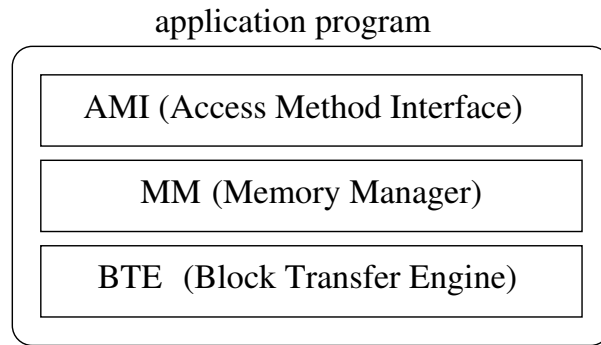 application program
AMI (Access Method Interface)
MM (Memory Manager)
BTE (Block Transfer Engine)